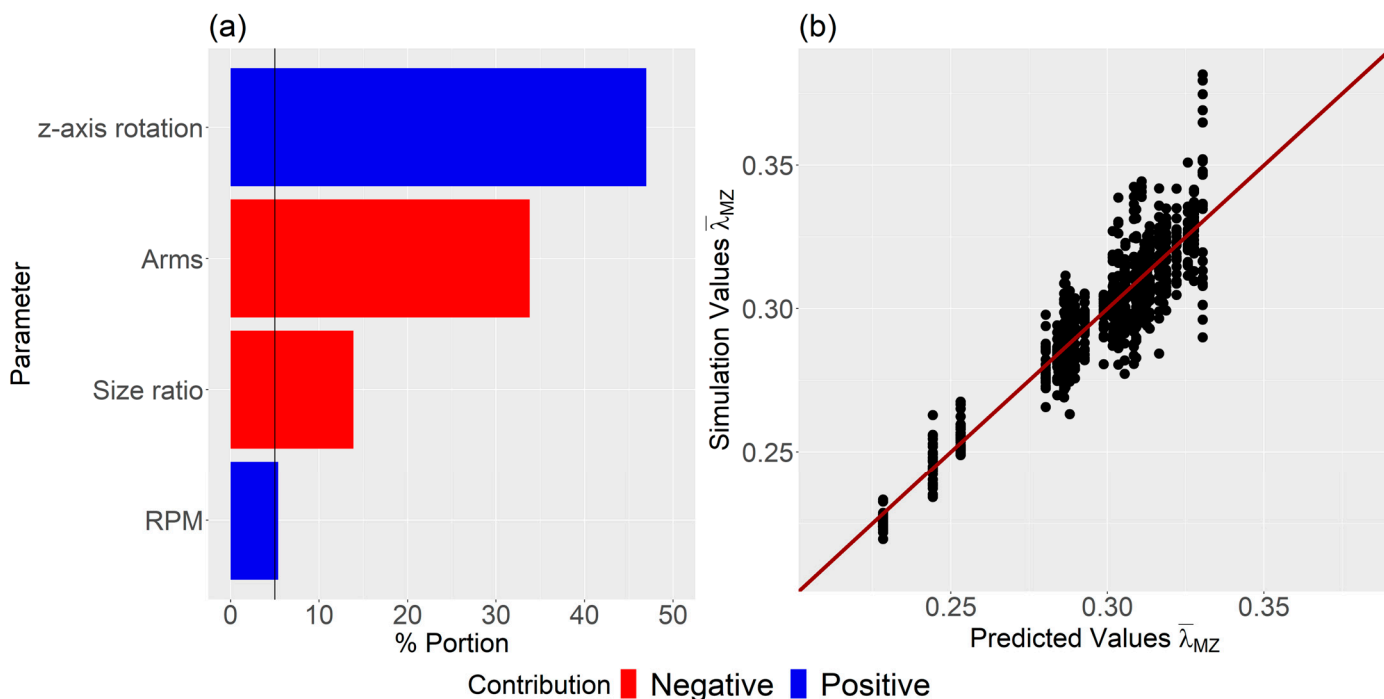 (a)
Parameter
z-axis rotation
Arms
Size ratio
RPM
0 10 20 30 40 50
% Portion
(b)
Simulation Values λ̅MZ
0.35
0.30
0.25
0.25 0.30 0.35
Predicted Values λ̅MZ
Contribution Negative Positive